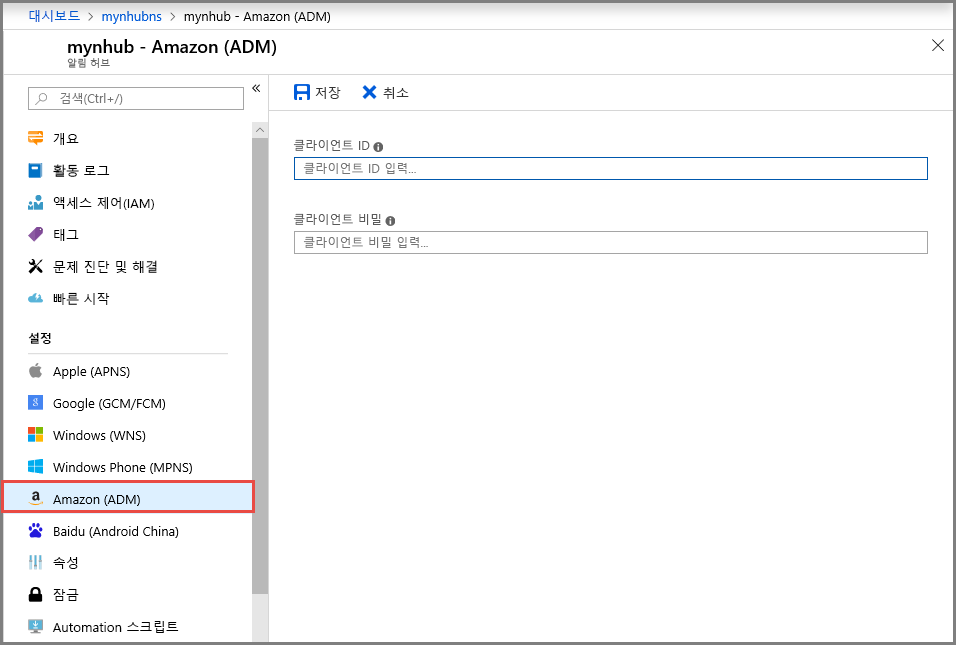 대시보드 > mynhubns > mynhub - Amazon (ADM)
mynhub - Amazon (ADM)
알림 허브
검색(Ctrl+/)
«
개요
활동 로그
액세스 제어(IAM)
태그
문제 진단 및 해결
빠른 시작
설정
Apple (APNS)
Google (GCM/FCM)
Windows (WNS)
Windows Phone (MPNS)
Amazon (ADM)
Baidu (Android China)
속성
잠금
Automation 스크립트
저장 취소
클라이언트 ID
클라이언트 ID 입력...
클라이언트 비밀
클라이언트 비밀 입력...